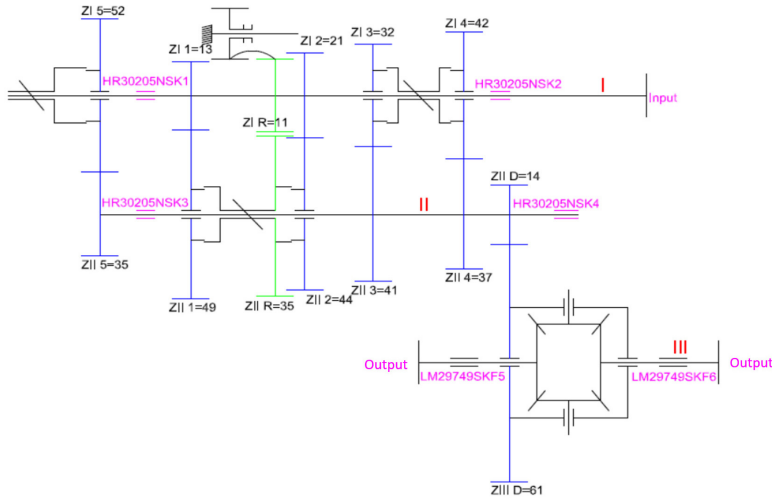 ZI 5=52
ZI 1=13
ZI 2=21
ZI 3=32
ZI 4=42
HR30205NSK1
HR30205NSK2
I
Input
ZI R=11
ZII D=14
HR30205NSK3
II
HR30205NSK4
ZII 5=35
ZII 1=49
ZII R=35
ZII 2=44
ZII 3=41
ZII 4=37
III
Output
Output
LM29749SKF5
LM29749SKF6
ZIII D=61